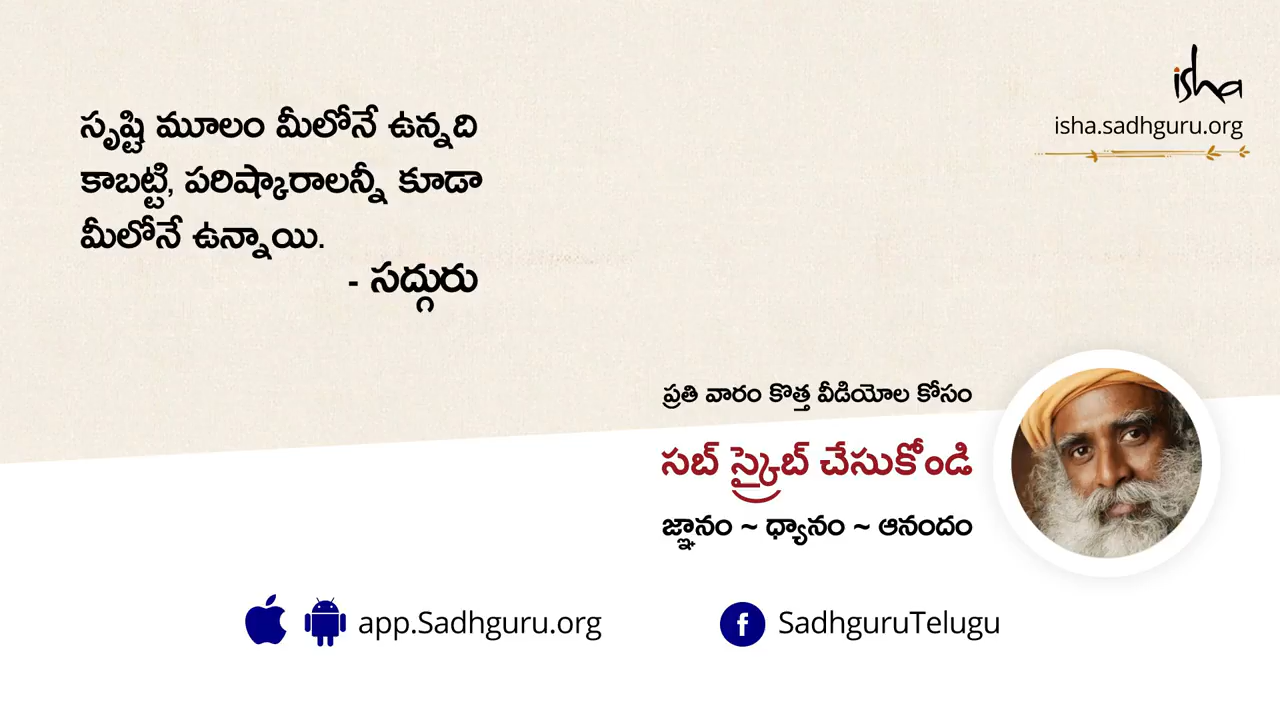 isha
isha.sadhguru.org
సృష్టి మూలం మీలోనే ఉన్నది
కాబట్టి, పరిష్కారాలన్నీ కూడా
మీలోనే ఉన్నాయి.
- సద్గురు
ప్రతి వారం కొత్త వీడియోల కోసం
సబ్ స్క్రైబ్ చేసుకోండి
జ్ఞానం ~ ధ్యానం ~ ఆనందం
app.Sadhguru.org
SadhguruTelugu